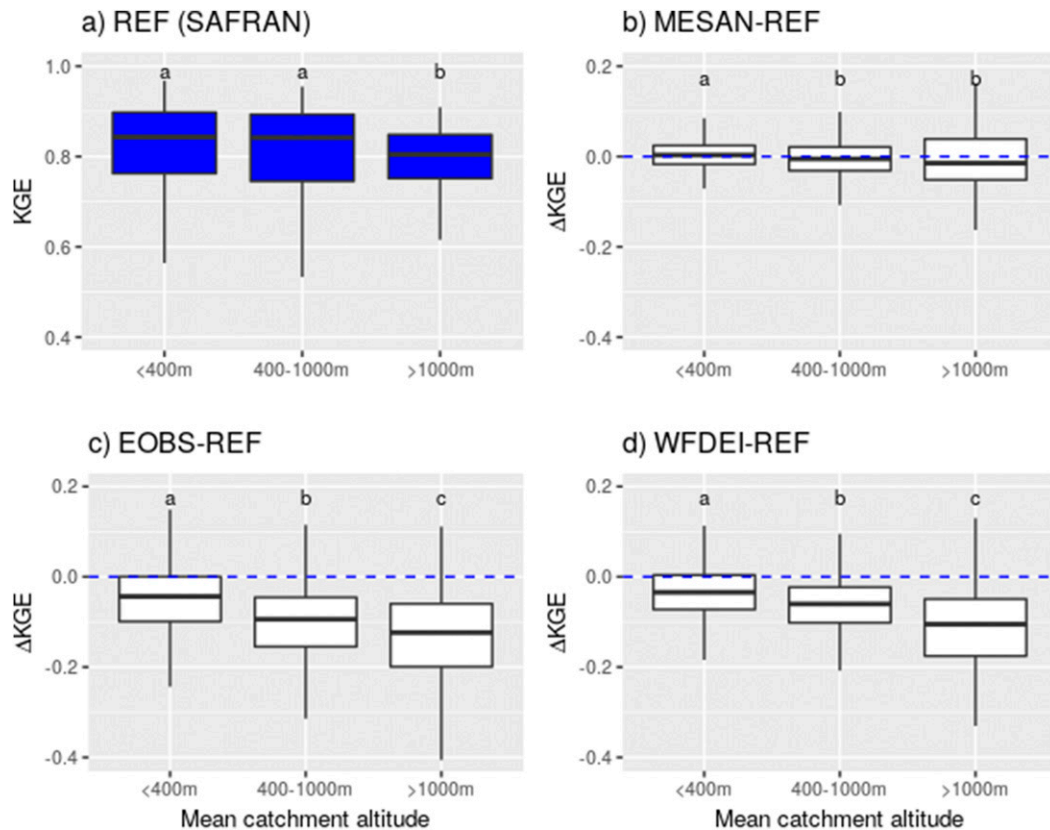 a) REF (SAFRAN)
a a b
1.0
0.8
0.6
0.4
KGE
<400m 400-1000m >1000m
b) MESAN-REF
a b b
0.2
0.0
-0.2
-0.4
ΔKGE
<400m 400-1000m >1000m
c) EOBS-REF
a b c
0.2
0.0
-0.2
-0.4
ΔKGE
<400m 400-1000m >1000m
Mean catchment altitude
d) WFDEI-REF
a b c
0.2
0.0
-0.2
-0.4
ΔKGE
<400m 400-1000m >1000m
Mean catchment altitude